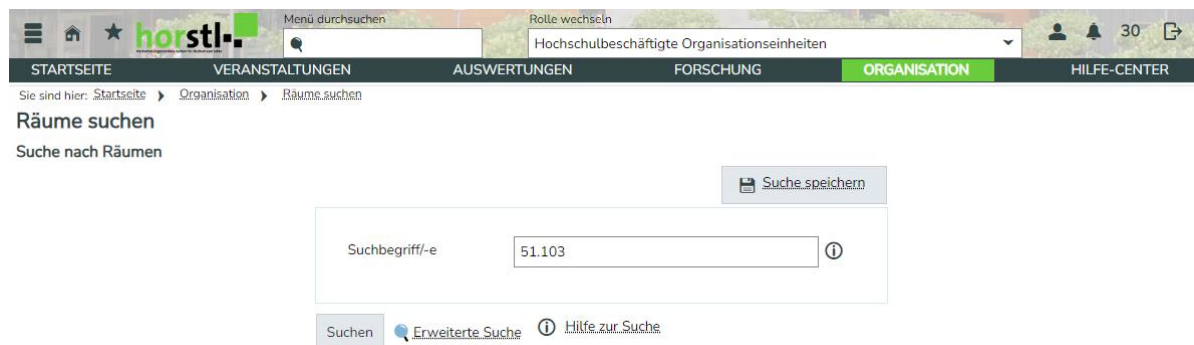 Menü durchsuchen Rolle wechseln
horstl Hochschulbeschäftigte Organisationseinheiten 30
STARTSEITE VERANSTALTUNGEN AUSWERTUNGEN FORSCHUNG ORGANISATION HILFE-CENTER
Sie sind hier: Startseite Organisation Räume suchen
Räume suchen
Suche nach Räumen
Suche speichern
Suchbegriff/-e 51.103
Suchen Erweiterte Suche Hilfe zur Suche